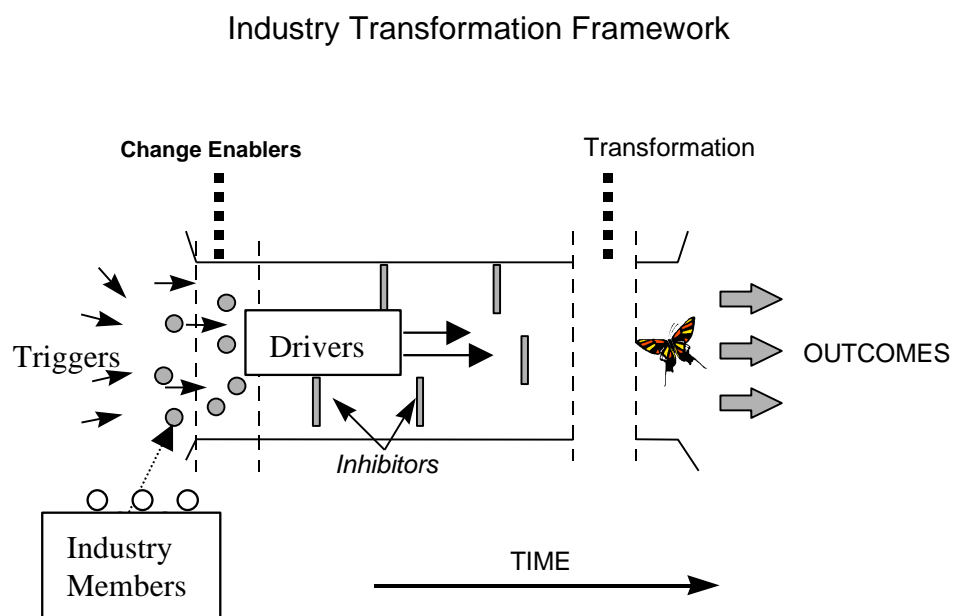 Industry Transformation Framework
Change Enablers
Transformation
Triggers
Drivers
OUTCOMES
Inhibitors
Industry
Members
TIME